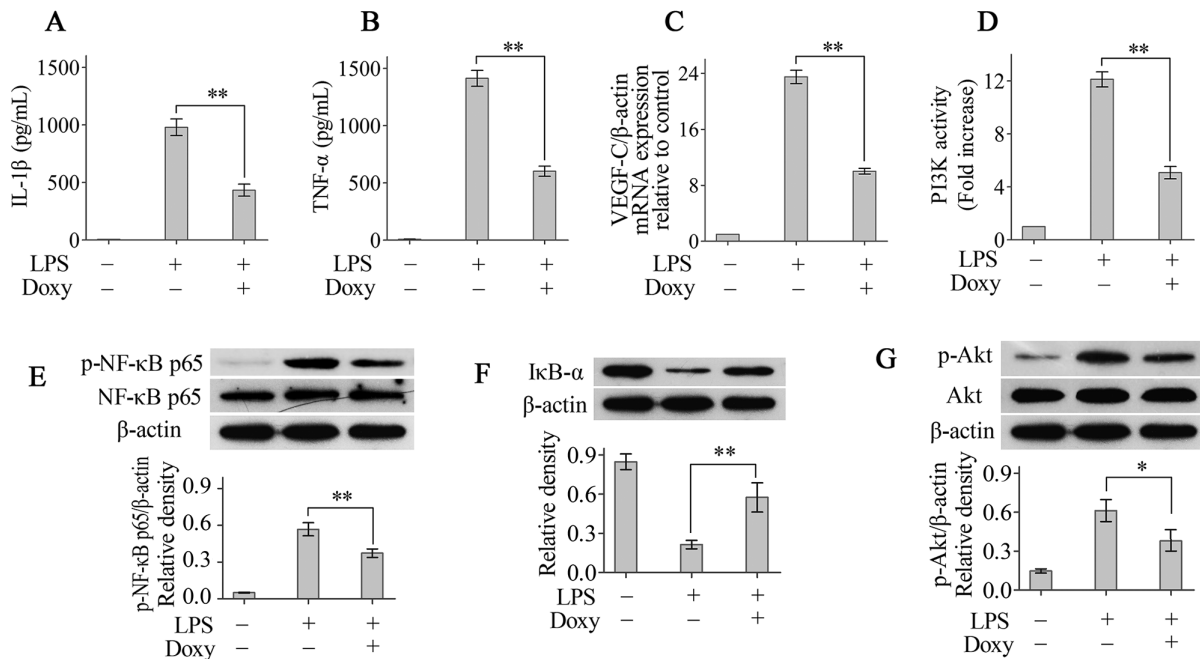 A
IL-1β (pg/mL)
1500
1000
500
0
**
LPS − + +
Doxy − − +
B
TNF-α (pg/mL)
1500
1000
500
0
**
LPS − + +
Doxy − − +
C
VEGF-C/β-actin
mRNA expression
relative to control
24
16
8
0
**
LPS − + +
Doxy − − +
D
PI3K activity
(Fold increase)
12
8
4
0
**
LPS − + +
Doxy − − +
E
p-NF-κB p65
NF-κB p65
β-actin
p-NF-κB p65/β-actin
Relative density
0.9
0.6
0.3
0.0
**
LPS − + +
Doxy − − +
F
IκB-α
β-actin
Relative density
0.9
0.6
0.3
0.0
**
LPS − + +
Doxy − − +
G
p-Akt
Akt
β-actin
p-Akt/β-actin
Relative density
0.9
0.6
0.3
0.0
*
LPS − + +
Doxy − − +